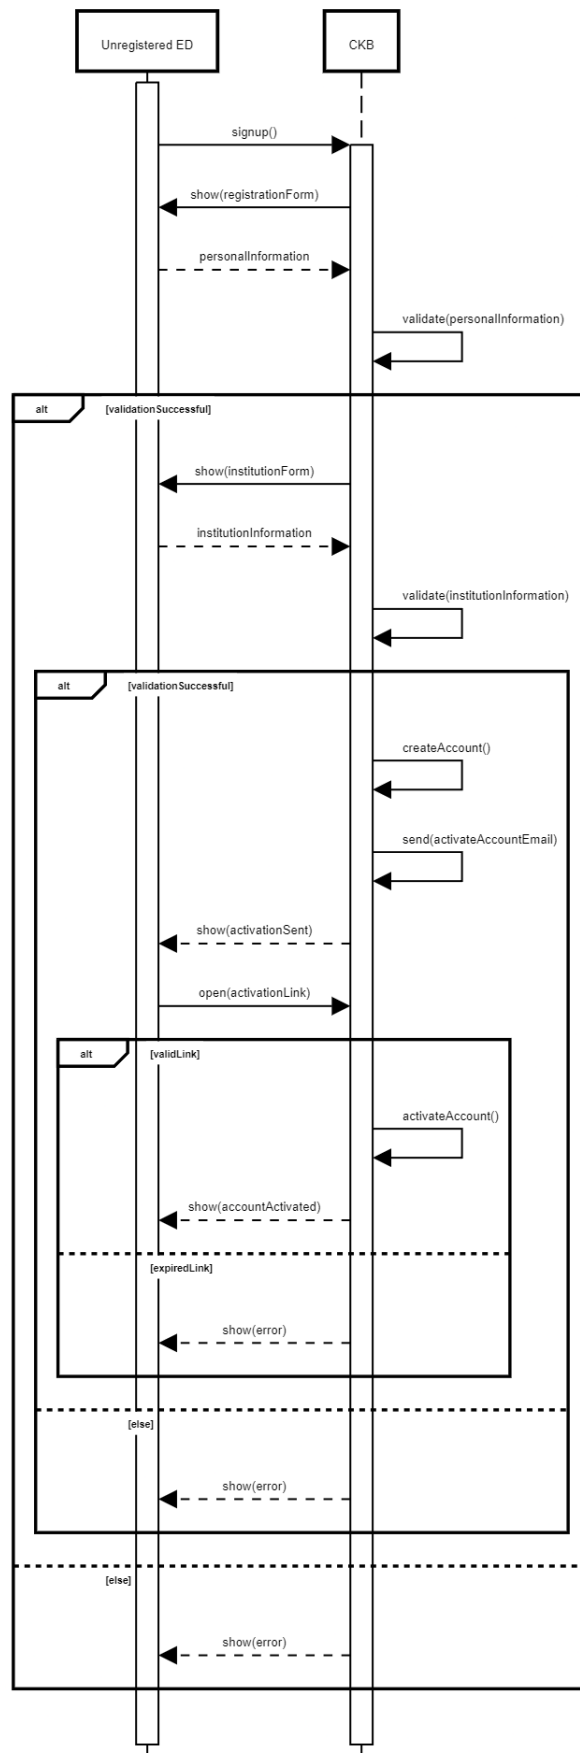 Unregistered ED
CKB
signup()
show(registrationForm)
personalInformation
validate(personalInformation)
alt
[validationSuccessful]
show(institutionForm)
institutionInformation
validate(institutionInformation)
alt
[validationSuccessful]
createAccount()
send(activateAccountEmail)
show(activationSent)
open(activationLink)
alt
[validLink]
activateAccount()
show(accountActivated)
[expiredLink]
show(error)
[else]
show(error)
[else]
show(error)